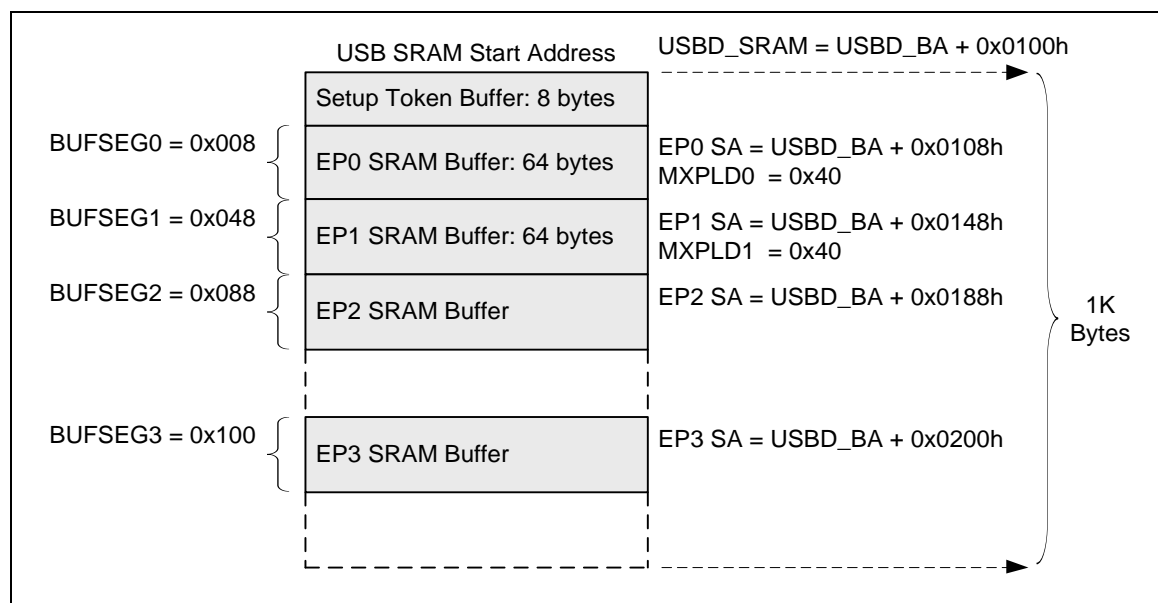 USB SRAM Start Address
USBD_SRAM = USBD_BA + 0x0100h
Setup Token Buffer: 8 bytes
BUFSEG0 = 0x008
EP0 SRAM Buffer: 64 bytes
EP0 SA = USBD_BA + 0x0108h
MXPLD0 = 0x40
BUFSEG1 = 0x048
EP1 SRAM Buffer: 64 bytes
EP1 SA = USBD_BA + 0x0148h
MXPLD1 = 0x40
BUFSEG2 = 0x088
EP2 SRAM Buffer
EP2 SA = USBD_BA + 0x0188h
1K
Bytes
BUFSEG3 = 0x100
EP3 SRAM Buffer
EP3 SA = USBD_BA + 0x0200h